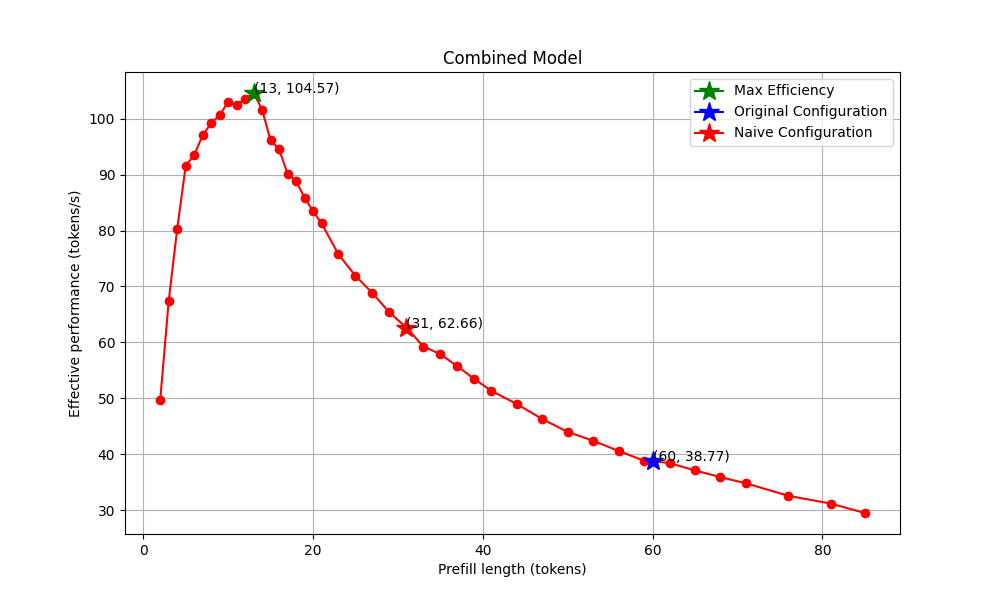 Combined Model
(13, 104.57)
Max Efficiency
Original Configuration
Naive Configuration
(31, 62.66)
(60, 38.77)
Effective performance (tokens/s)
100
90
80
70
60
50
40
30
0 20 40 60 80
Prefill length (tokens)